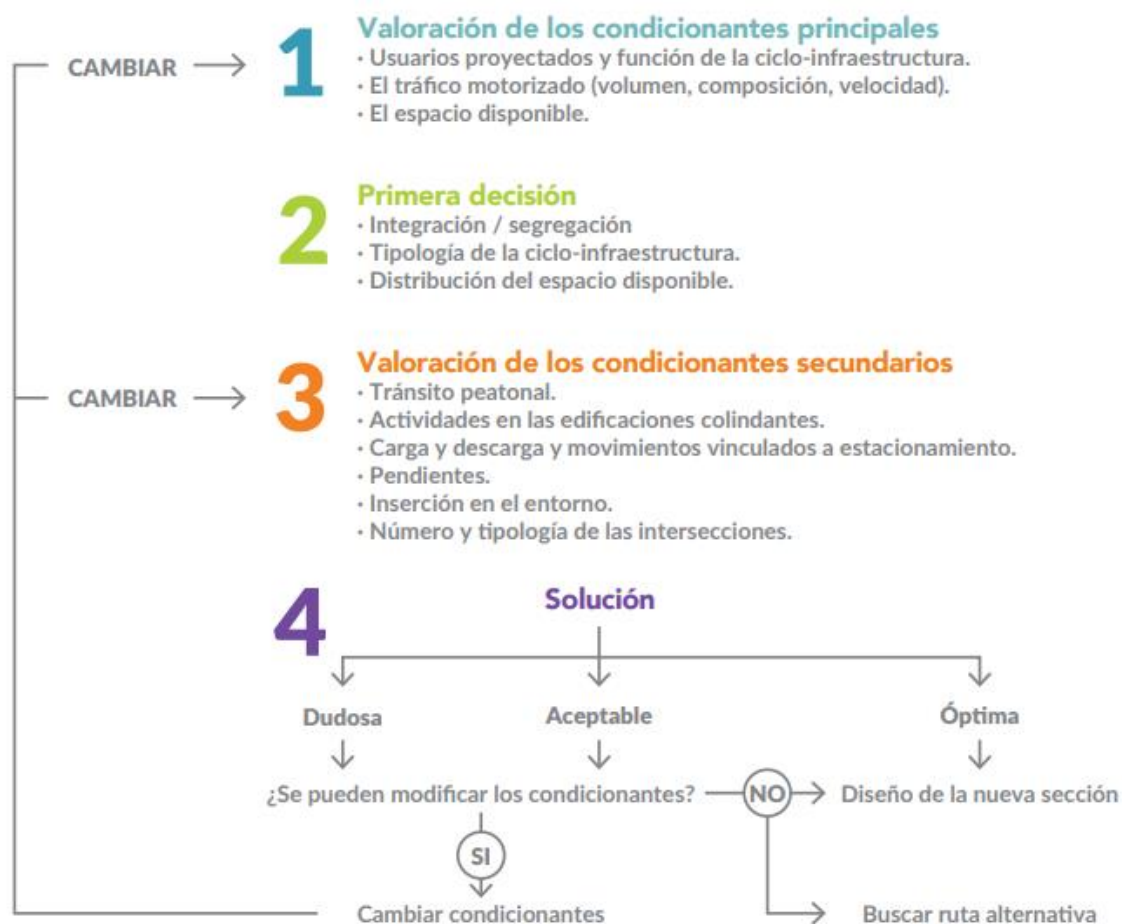 CAMBIAR
1
Valoración de los condicionantes principales
· Usuarios proyectados y función de la ciclo-infraestructura.
· El tráfico motorizado (volumen, composición, velocidad).
· El espacio disponible.
2
Primera decisión
· Integración / segregación
· Tipología de la ciclo-infraestructura.
· Distribución del espacio disponible.
CAMBIAR
3
Valoración de los condicionantes secundarios
· Tránsito peatonal.
· Actividades en las edificaciones colindantes.
· Carga y descarga y movimientos vinculados a estacionamiento.
· Pendientes.
· Inserción en el entorno.
· Número y tipología de las intersecciones.
4
Solución
Dudosa
Aceptable
Óptima
¿Se pueden modificar los condicionantes?
NO
Diseño de la nueva sección
SI
Cambiar condicionantes
Buscar ruta alternativa